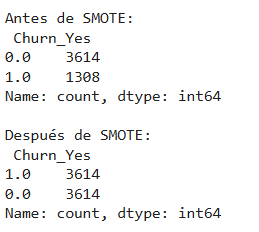 Antes de SMOTE:
Churn_Yes
0.0    3614
1.0    1308
Name: count, dtype: int64

Después de SMOTE:
Churn_Yes
1.0    3614
0.0    3614
Name: count, dtype: int64